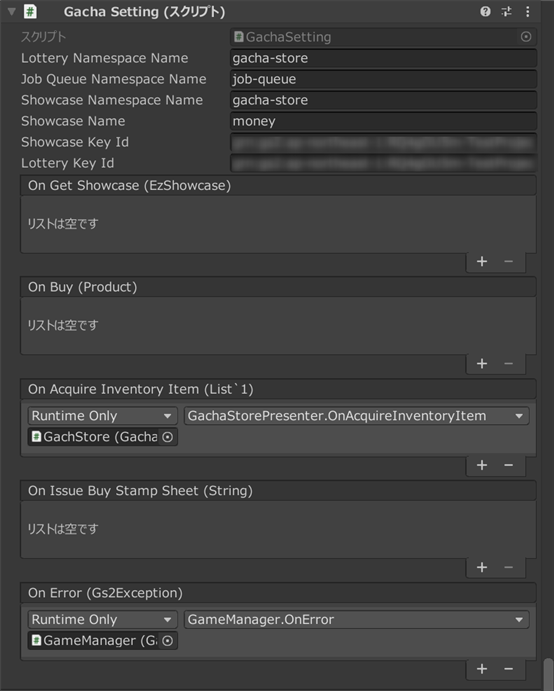 Gacha Setting (スクリプト)
スクリプト GachaSetting
Lottery Namespace Name gacha-store
Job Queue Namespace Name job-queue
Showcase Namespace Name gacha-store
Showcase Name money
Showcase Key Id
Lottery Key Id
On Get Showcase (EzShowcase)
リストは空です
+ −
On Buy (Product)
リストは空です
+ −
On Acquire Inventory Item (List`1)
Runtime Only GachaStorePresenter.OnAcquireInventoryItem
GachStore (Gacha
+ −
On Issue Buy Stamp Sheet (String)
リストは空です
+ −
On Error (Gs2Exception)
Runtime Only GameManager.OnError
GameManager (Ga
+ −